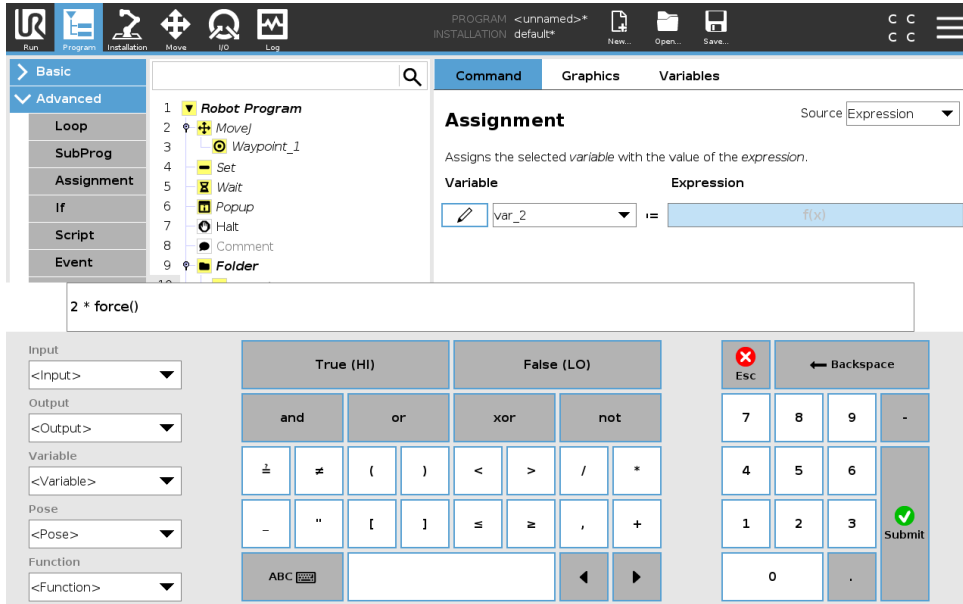 PROGRAM <unnamed>*
INSTALLATION default*
Run Program Installation Move I/O Log New... Open... Save...
C C
C C
Basic
Advanced
Loop
SubProg
Assignment
If
Script
Event
1 Robot Program
2 MoveJ
3 Waypoint_1
4 Set
5 Wait
6 Popup
7 Halt
8 Comment
9 Folder
Command Graphics Variables
Assignment
Source Expression
Assigns the selected variable with the value of the expression.
Variable Expression
var_2 := f(x)
2 * force()
Input
<Input>
Output
<Output>
Variable
<Variable>
Pose
<Pose>
Function
<Function>
True (HI) False (LO)
and or xor not
≟ ≠ ( ) < > / *
_ " [ ] ≤ ≥ , +
ABC
Esc Backspace
7 8 9 -
4 5 6
1 2 3 Submit
0 .